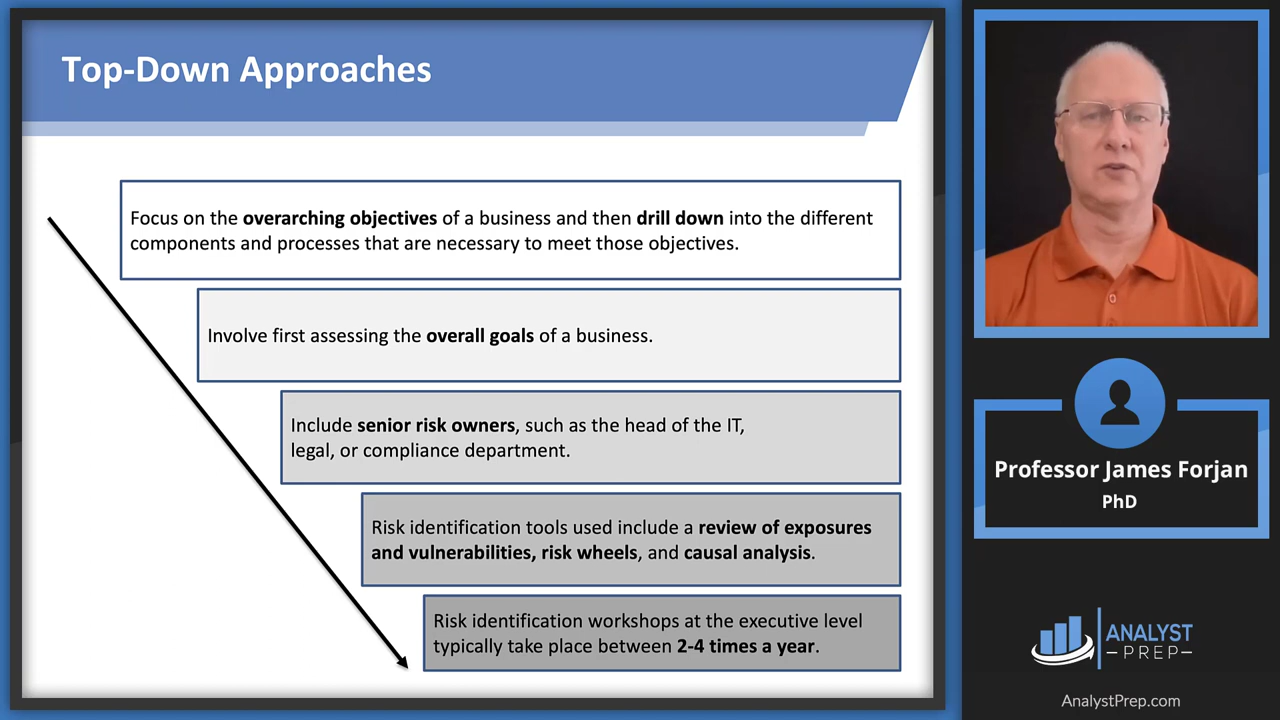 Top-Down Approaches
Focus on the overarching objectives of a business and then drill down into the different
components and processes that are necessary to meet those objectives.
Involve first assessing the overall goals of a business.
Include senior risk owners, such as the head of the IT,
legal, or compliance department.
Risk identification tools used include a review of exposures
and vulnerabilities, risk wheels, and causal analysis.
Risk identification workshops at the executive level
typically take place between 2-4 times a year.
Professor James Forjan
PhD
ANALYST
PREP
AnalystPrep.com